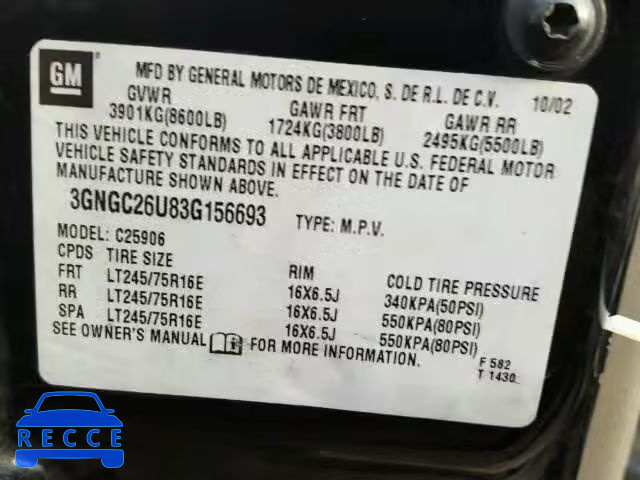 GM
MFD BY GENERAL MOTORS DE MEXICO, S. DE R.L. DE C.V. 10/02
GVWR GAWR FRT GAWR RR
3901KG(8600LB) 1724KG(3800LB) 2495KG(5500LB)
THIS VEHICLE CONFORMS TO ALL APPLICABLE U.S. FEDERAL MOTOR
VEHICLE SAFETY STANDARDS IN EFFECT ON THE DATE OF
MANUFACTURE SHOWN ABOVE.
3GNGC26U83G156693 TYPE: M.P.V.
MODEL: C25906
CPDS TIRE SIZE RIM COLD TIRE PRESSURE
FRT LT245/75R16E 16X6.5J 340KPA(50PSI)
RR LT245/75R16E 16X6.5J 550KPA(80PSI)
SPA LT245/75R16E 16X6.5J 550KPA(80PSI)
SEE OWNER'S MANUAL FOR MORE INFORMATION.
F 582
T 1430
RECCE